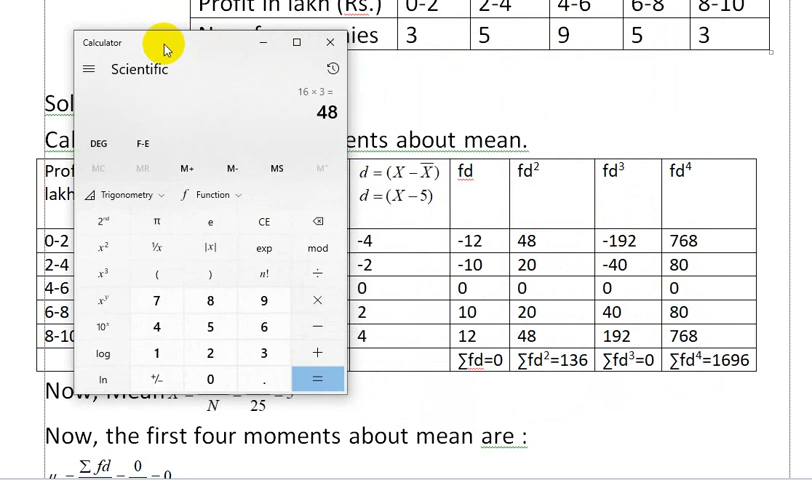 Profit in lakh (Rs.) 0-2 2-4 4-6 6-8 8-10
ies 3 5 9 5 3
Calculator
Scientific
16 × 3 =
48
DEG F-E
MC MR M+ M- MS M˅
Trigonometry Function
2ⁿᵈ π e CE
x² ¹/x |x| exp mod
x³ ( ) n! ÷
xʸ 7 8 9 ×
10ˣ 4 5 6 −
log 1 2 3 +
ln +/− 0 . =
Sol
Cal ents about mean.
Prof d = (X − X̅) fd fd² fd³ fd⁴
lakh d = (X − 5)
0-2 -4 -12 48 -192 768
2-4 -2 -10 20 -40 80
4-6 0 0 0 0 0
6-8 2 10 20 40 80
8-10 4 12 48 192 768
∑fd=0 ∑fd²=136 ∑fd³=0 ∑fd⁴=1696
Now, Mean
N 25
Now, the first four moments about mean are :
Σ fd 0
= — = — = 0